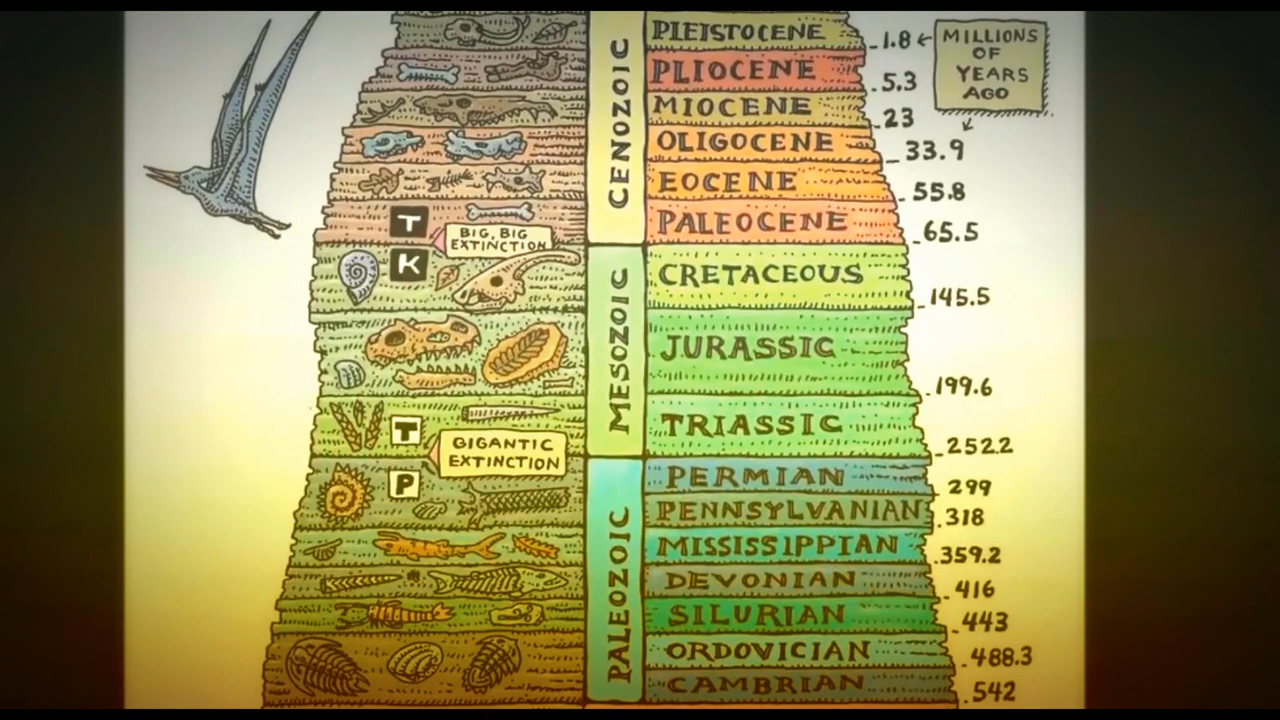 CENOZOIC
PLEISTOCENE
1.8
MILLIONS
OF
YEARS
AGO
PLIOCENE
5.3
MIOCENE
23
OLIGOCENE
33.9
EOCENE
55.8
PALEOCENE
65.5
T
BIG, BIG
EXTINCTION
K
MESOZOIC
CRETACEOUS
145.5
JURASSIC
199.6
TRIASSIC
252.2
T
GIGANTIC
EXTINCTION
P
PALEOZOIC
PERMIAN
299
PENNSYLVANIAN
318
MISSISSIPPIAN
359.2
DEVONIAN
416
SILURIAN
443
ORDOVICIAN
488.3
CAMBRIAN
542